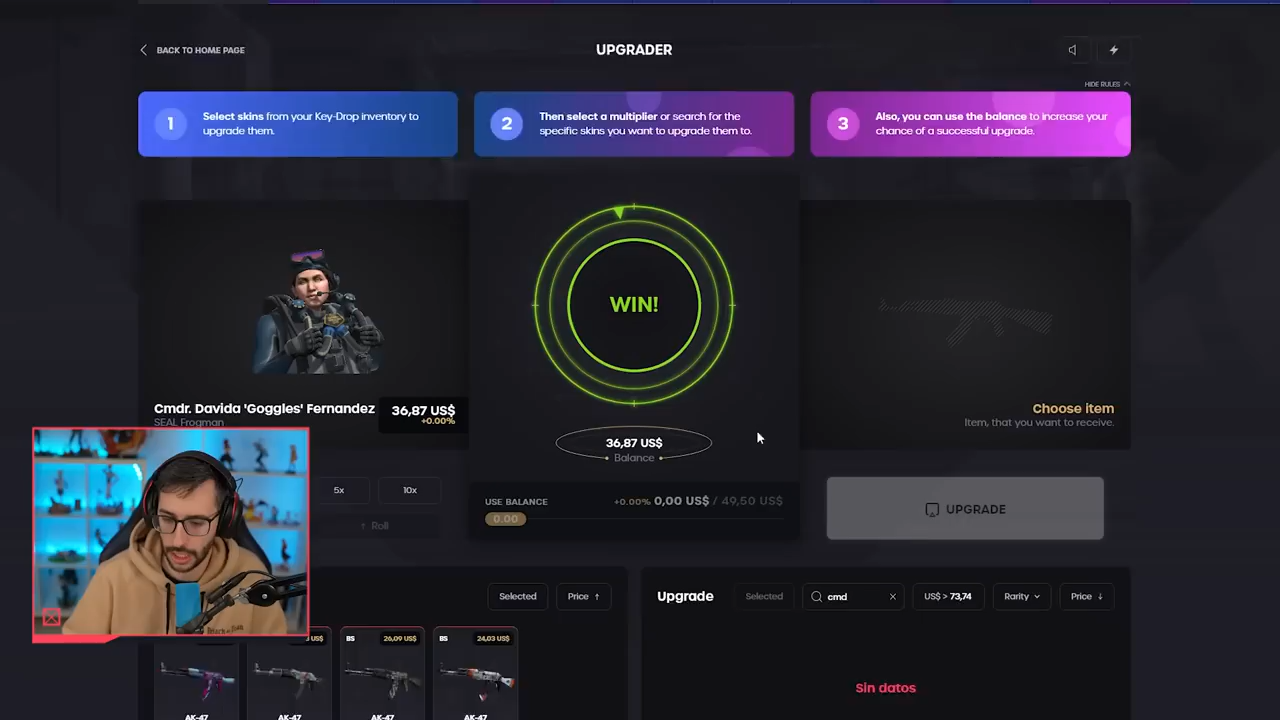 BACK TO HOME PAGE
UPGRADER
HIDE RULES
1
Select skins from your Key-Drop inventory to
upgrade them.
2
Then select a multiplier or search for the
specific skins you want to upgrade them to.
3
Also, you can use the balance to increase your
chance of a successful upgrade.
WIN!
Cmdr. Davida 'Goggles' Fernandez
SEAL Frogman
36,87 US$
+0.00%
36,87 US$
Balance
Choose item
Item, that you want to receive.
5x
10x
Roll
USE BALANCE
+0.00% 0,00 US$ / 49,50 US$
0.00
UPGRADE
Selected
Price
Upgrade
Selected
cmd
US$ > 73,74
Rarity
Price
US$
BS
26,09 US$
BS
24,03 US$
AK-47
AK-47
AK-47
AK-47
Sin datos